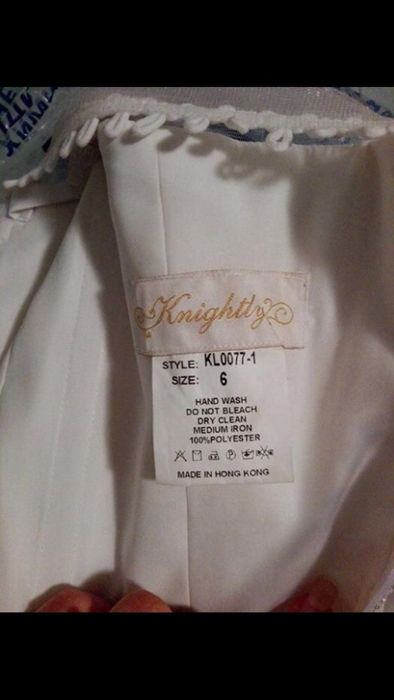 Knightly
STYLE: KL0077-1
SIZE: 6
HAND WASH
DO NOT BLEACH
DRY CLEAN
MEDIUM IRON
100%POLYESTER
MADE IN HONG KONG